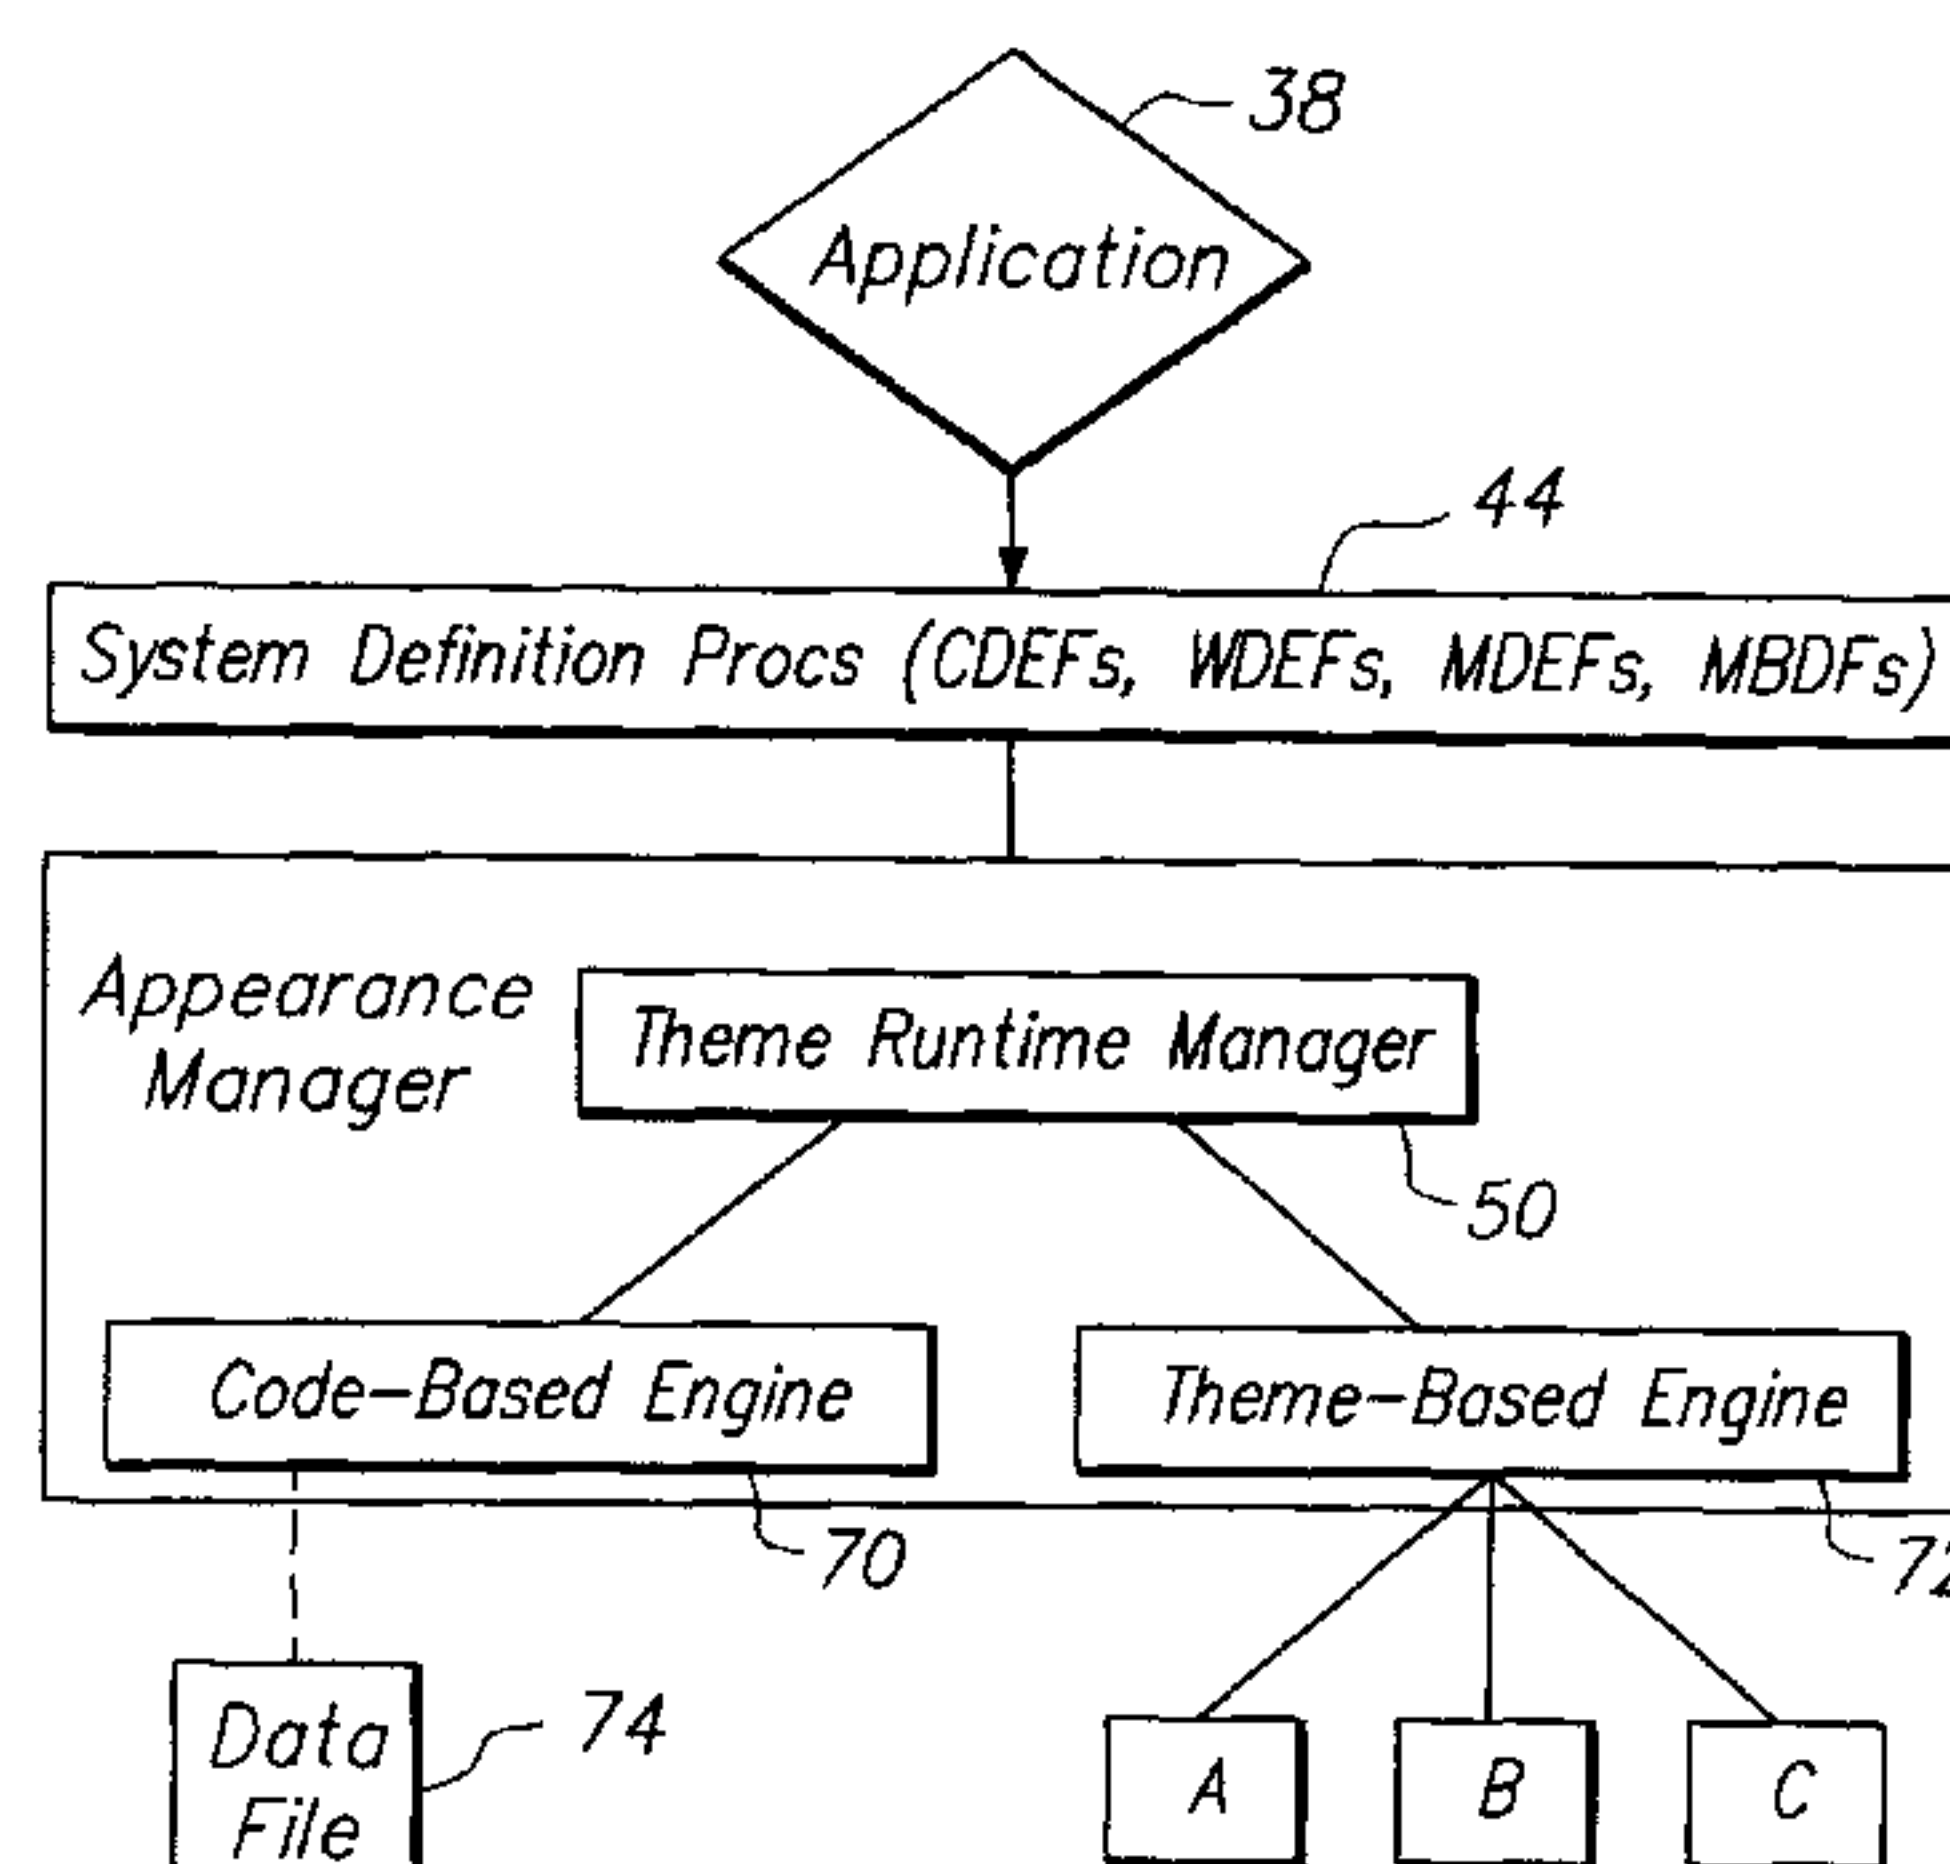 38
Application
44
System Definition Procs (CDEFs, WDEFs, MDEFs, MBDFs)
Appearance
Manager
Theme Runtime Manager
50
Code-Based Engine
Theme-Based Engine
70
72
Data
File
74
A
B
C